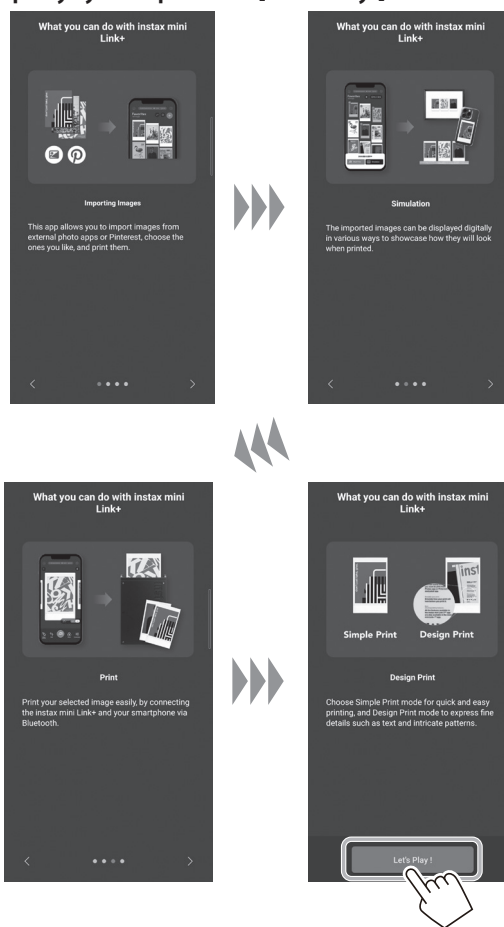 What you can do with instax mini
Link+
Importing Images
This app allows you to import images from
external photo apps or Pinterest, choose the
ones you like, and print them.
What you can do with instax mini
Link+
Simulation
The imported images can be displayed digitally
in various ways to showcase how they will look
when printed.
What you can do with instax mini
Link+
Print
Print your selected image easily, by connecting
the instax mini Link+ and your smartphone via
Bluetooth.
What you can do with instax mini
Link+
Simple Print
Design Print
Design Print
Choose Simple Print mode for quick and easy
printing, and Design Print mode to express fine
details such as text and intricate patterns.
Let's Play !